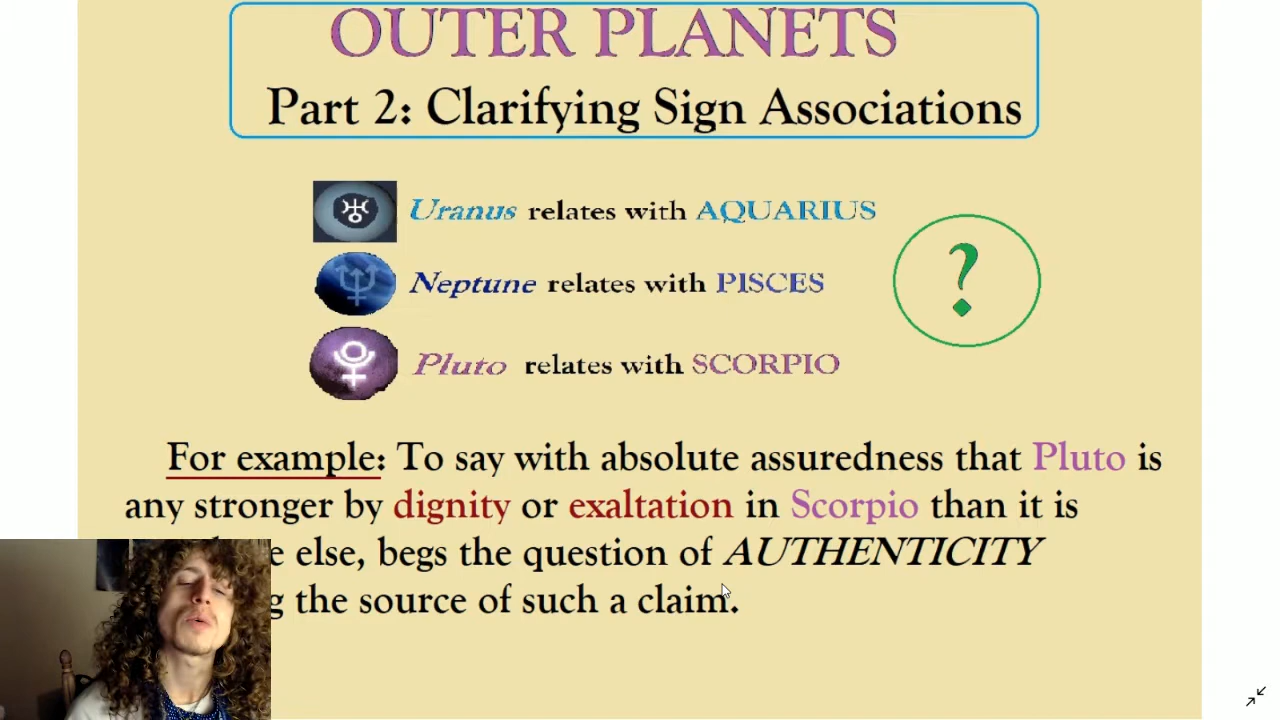 OUTER PLANETS
Part 2: Clarifying Sign Associations
Uranus relates with AQUARIUS
Neptune relates with PISCES
?
Pluto relates with SCORPIO
For example: To say with absolute assuredness that Pluto is
any stronger by dignity or exaltation in Scorpio than it is
else, begs the question of AUTHENTICITY
the source of such a claim.